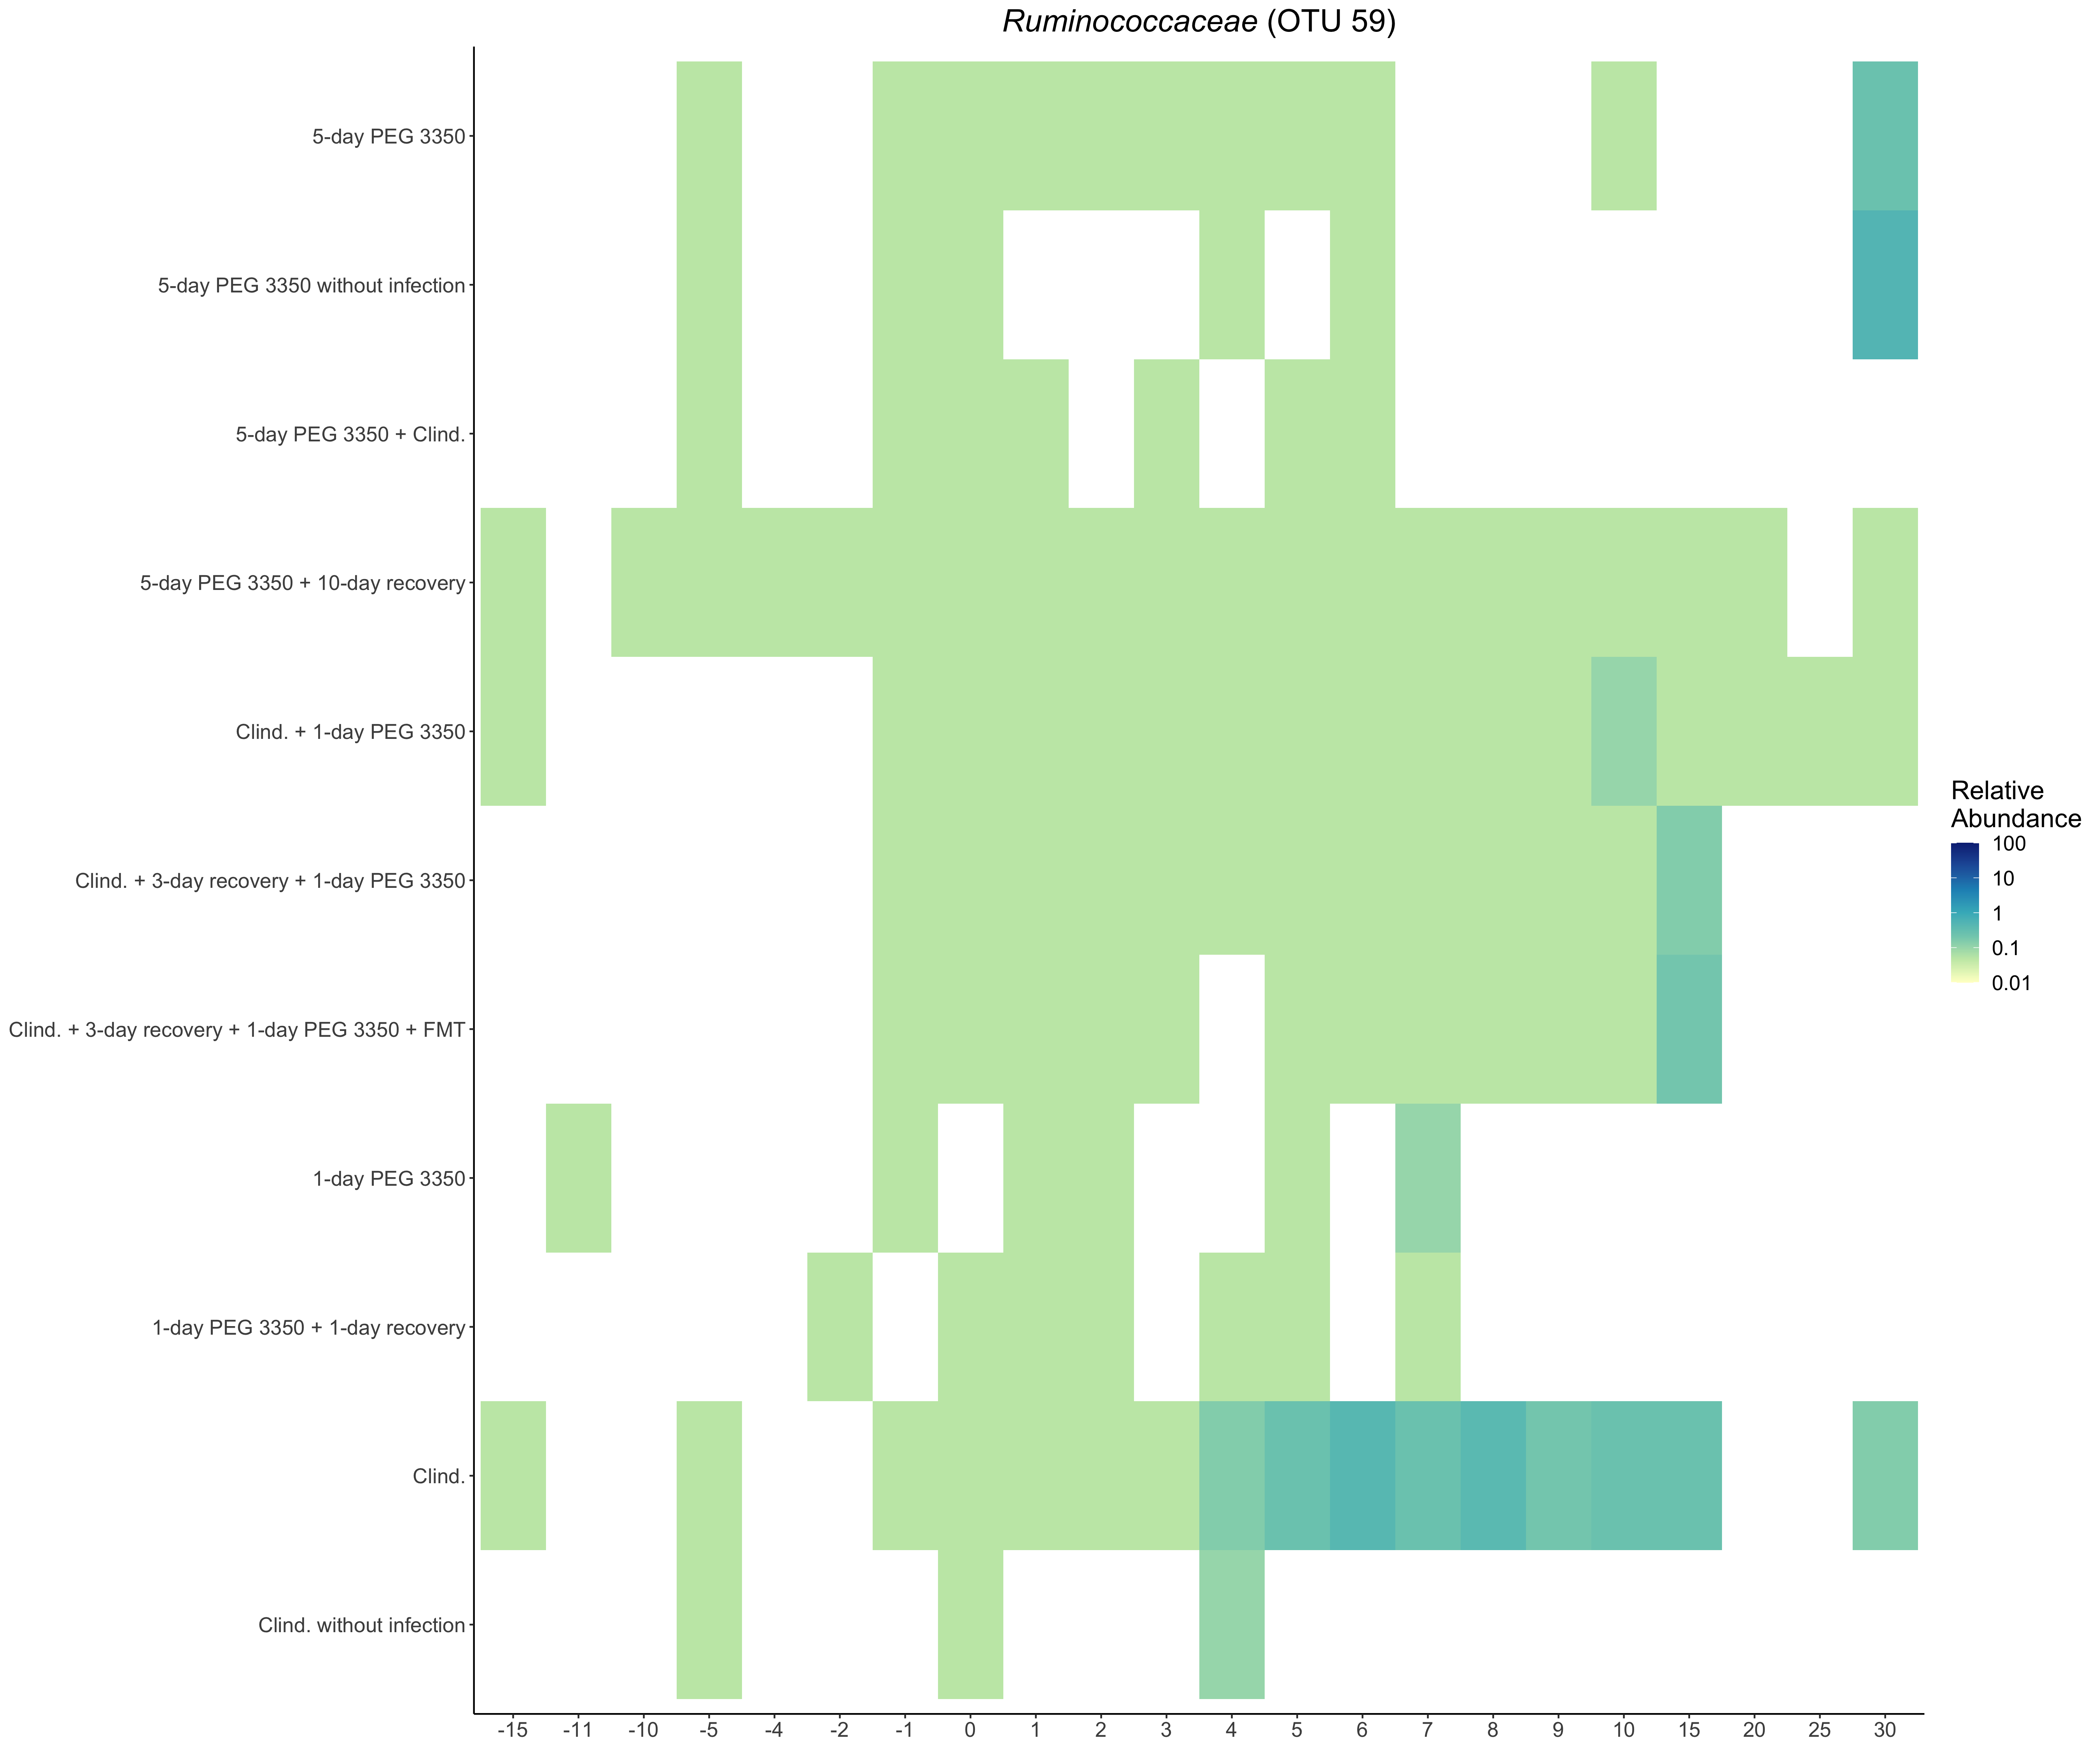 Ruminococcaceae (OTU 59)
5-day PEG 3350
5-day PEG 3350 without infection
5-day PEG 3350 + Clind.
5-day PEG 3350 + 10-day recovery
Clind. + 1-day PEG 3350
Clind. + 3-day recovery + 1-day PEG 3350
Clind. + 3-day recovery + 1-day PEG 3350 + FMT
1-day PEG 3350
1-day PEG 3350 + 1-day recovery
Clind.
Clind. without infection
-15 -11 -10 -5 -4 -2 -1 0 1 2 3 4 5 6 7 8 9 10 15 20 25 30
Relative
Abundance
100
10
1
0.1
0.01